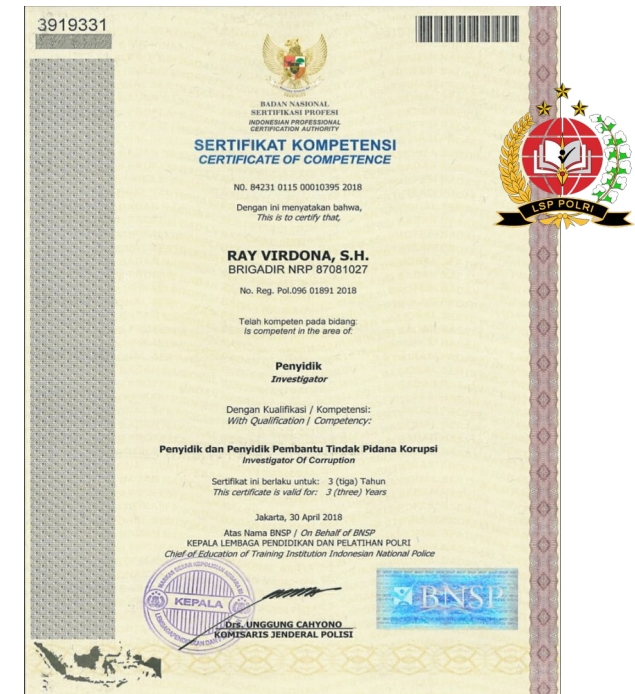 3919331
BADAN NASIONAL
SERTIFIKASI PROFESI
INDONESIAN PROFESSIONAL
CERTIFICATION AUTHORITY
SERTIFIKAT KOMPETENSI
CERTIFICATE OF COMPETENCE
N0. 84231 0115 00010395 2018
Dengan ini menyatakan bahwa,
This is to certify that,
LSP POLRI
RAY VIRDONA, S.H.
BRIGADIR NRP 87081027
No. Reg. Pol.096 01891 2018
Telah kompeten pada bidang:
Is competent in the area of:
Penyidik
Investigator
Dengan Kualifikasi / Kompetensi:
With Qualification / Competency:
Penyidik dan Penyidik Pembantu Tindak Pidana Korupsi
Investigator Of Corruption
Sertifikat ini berlaku untuk: 3 (tiga) Tahun
This certificate is valid for: 3 (three) Years
Jakarta, 30 April 2018
Atas Nama BNSP / On Behalf of BNSP
KEPALA LEMBAGA PENDIDIKAN DAN PELATIHAN POLRI
Chief of Education of Training Institution Indonesian National Police
KEPALA
BNSP
Drs. UNGGUNG CAHYONO
KOMISARIS JENDERAL POLISI